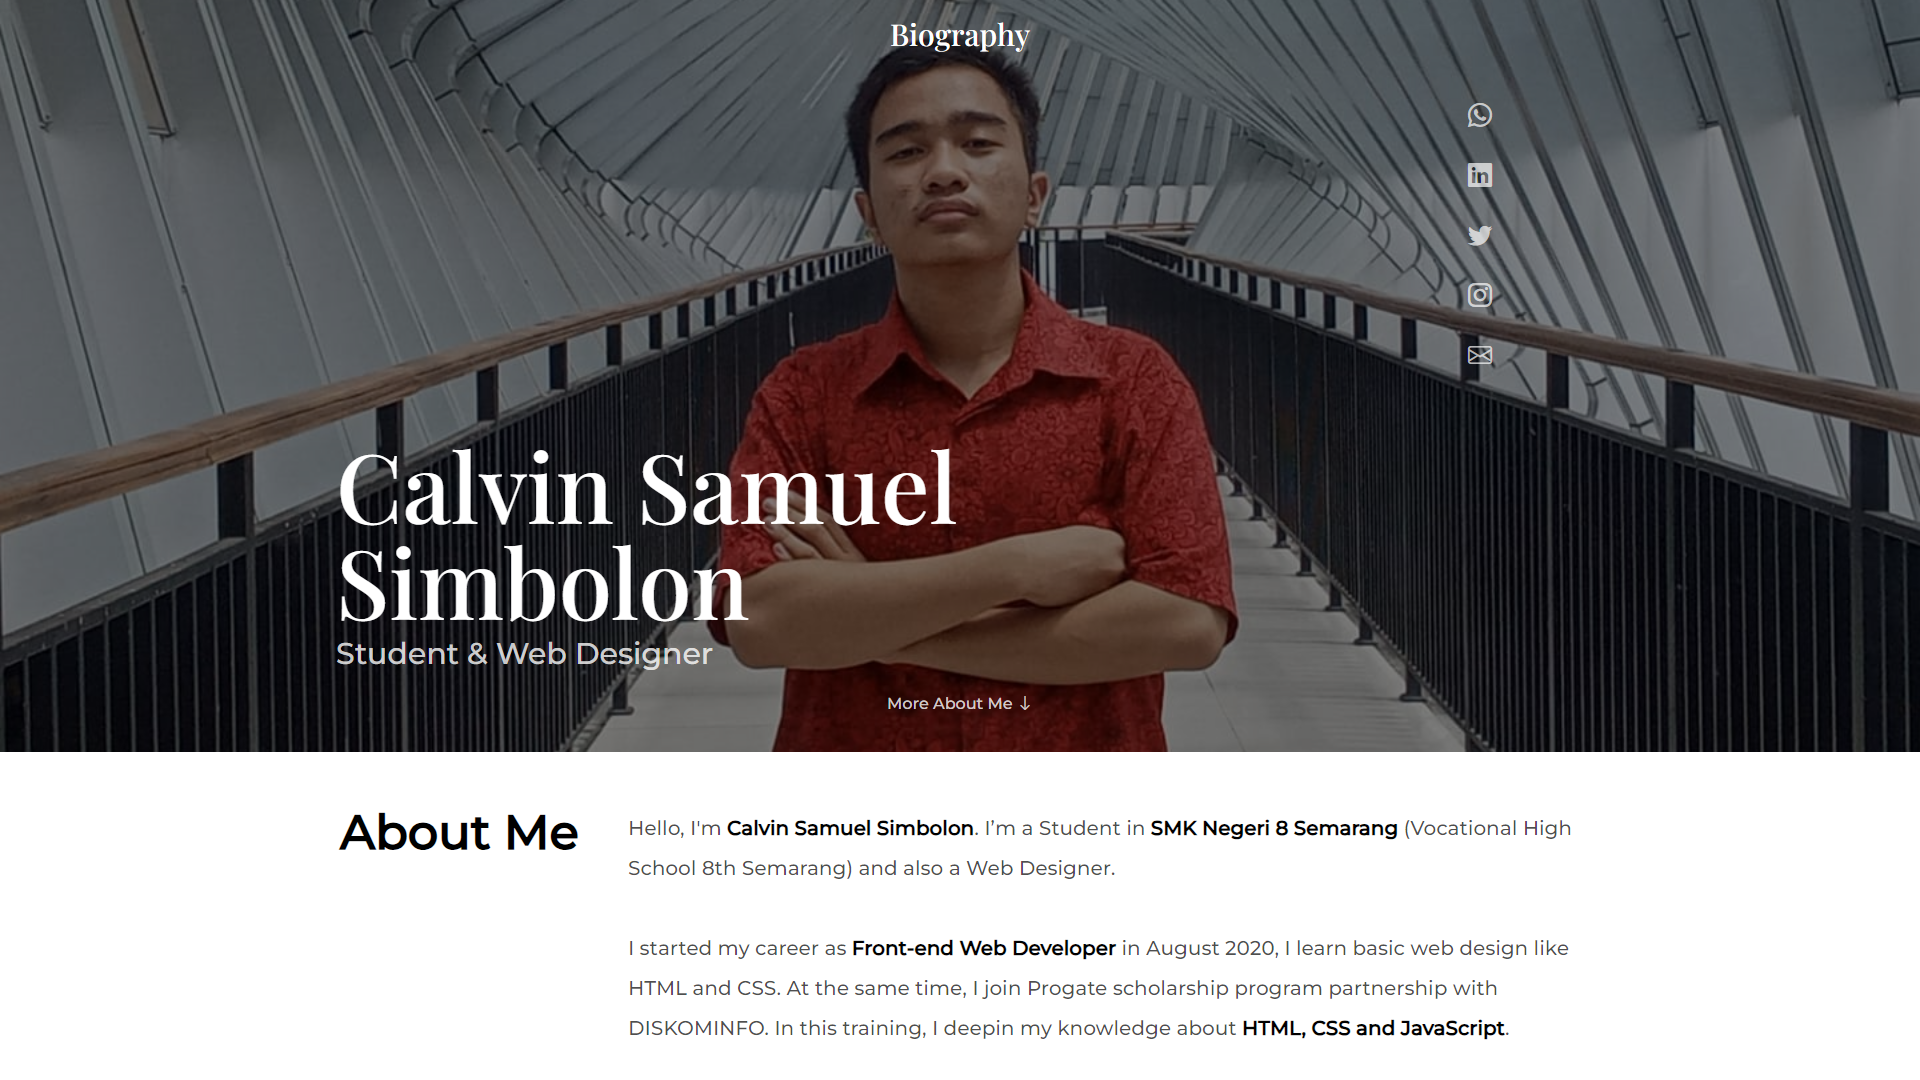 Biography
Calvin Samuel
Simbolon
Student & Web Designer
More About Me ↓
About Me
Hello, I'm Calvin Samuel Simbolon. I’m a Student in SMK Negeri 8 Semarang (Vocational High
School 8th Semarang) and also a Web Designer.
I started my career as Front-end Web Developer in August 2020, I learn basic web design like
HTML and CSS. At the same time, I join Progate scholarship program partnership with
DISKOMINFO. In this training, I deepin my knowledge about HTML, CSS and JavaScript.